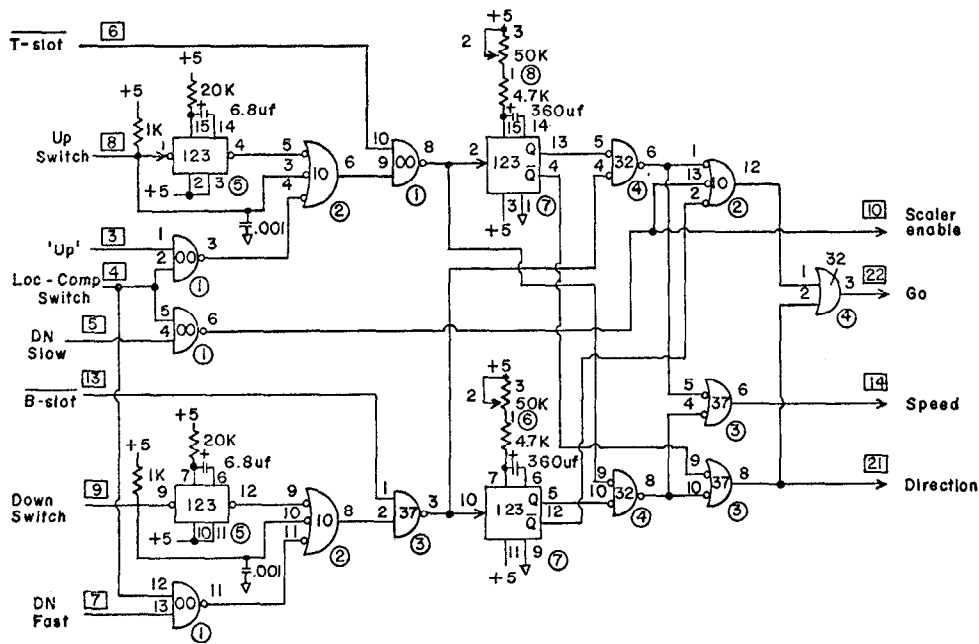 T-slot 6
+5
20K
+ 6.8uf
15 14
+5
1K
Up Switch 8
1 123 4
2 3
+5 5
5 3 4 10 6 2
.001
10 9 00 8 1
'Up' 3
1 2 00 3 1
Loc-Comp Switch 4
5 4 00 6 1
DN Slow 5
+5
2 3
50K
1 8
4.7K
+ 360uf
15 14
2 123 Q 13
Q 4
3 1 7
+5
5 4 32 6 4
1 13 2 10 12 2
10 Scaler enable
32
1 2 3 4
22 Go
B-slot 13
+5
20K
+ 6.8uf
7 6
+5
1K
Down Switch 9
9 123 12
10 11
+5 5
9 10 11 10 8 2
.001
1 2 37 3 3
DN Fast 7
12 13 00 11 1
+5
2 3
50K
1 6
4.7K
+ 360uf
7 6
10 123 Q 5
Q 12
11 9 7
+5
9 10 32 8 4
5 4 37 6 3
14 Speed
9 10 37 8 3
21 Direction